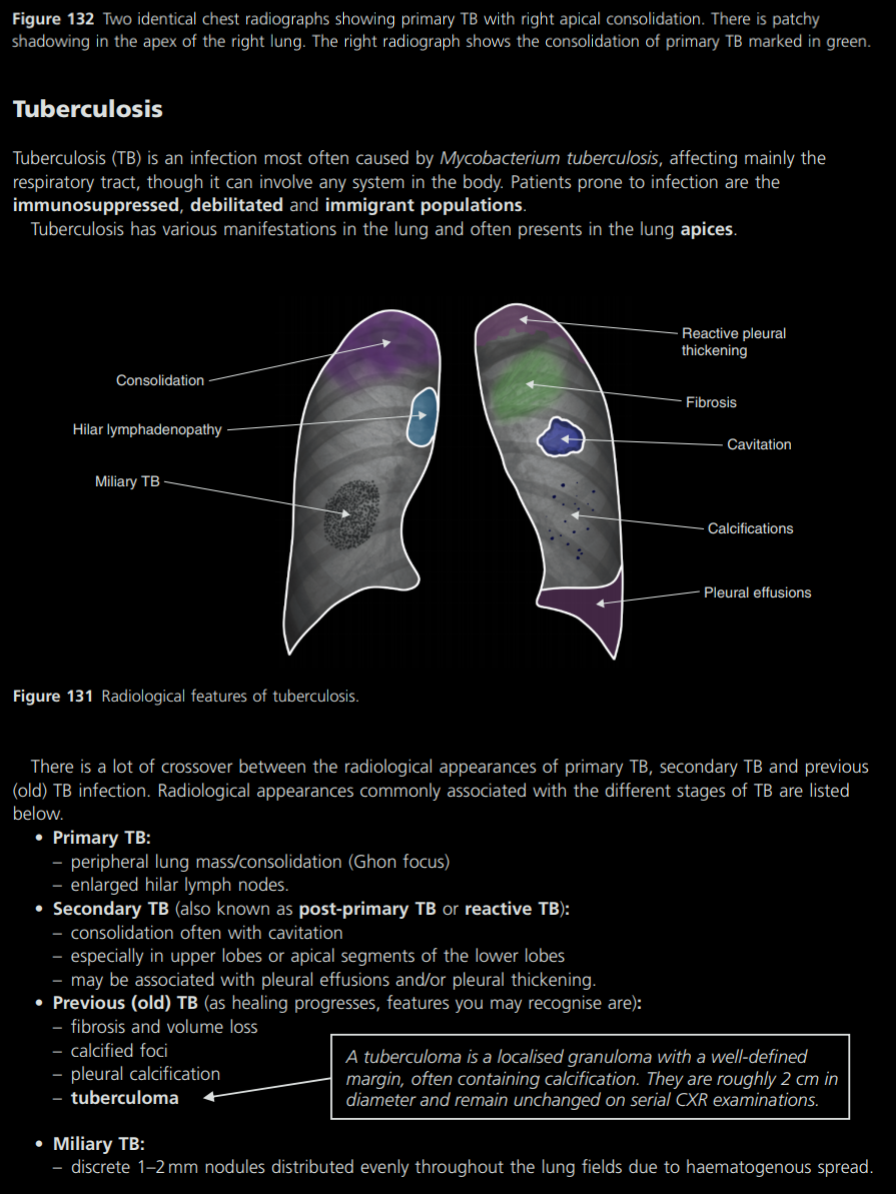 Figure 132 Two identical chest radiographs showing primary TB with right apical consolidation. There is patchy
shadowing in the apex of the right lung. The right radiograph shows the consolidation of primary TB marked in green.
Tuberculosis
Tuberculosis (TB) is an infection most often caused by Mycobacterium tuberculosis, affecting mainly the
respiratory tract, though it can involve any system in the body. Patients prone to infection are the
immunosuppressed, debilitated and immigrant populations.
Tuberculosis has various manifestations in the lung and often presents in the lung apices.
Consolidation
Hilar lymphadenopathy
Miliary TB
Reactive pleural
thickening
Fibrosis
Cavitation
Calcifications
Pleural effusions
Figure 131 Radiological features of tuberculosis.
There is a lot of crossover between the radiological appearances of primary TB, secondary TB and previous
(old) TB infection. Radiological appearances commonly associated with the different stages of TB are listed
below.
• Primary TB:
– peripheral lung mass/consolidation (Ghon focus)
– enlarged hilar lymph nodes.
• Secondary TB (also known as post-primary TB or reactive TB):
– consolidation often with cavitation
– especially in upper lobes or apical segments of the lower lobes
– may be associated with pleural effusions and/or pleural thickening.
• Previous (old) TB (as healing progresses, features you may recognise are):
– fibrosis and volume loss
– calcified foci
– pleural calcification
– tuberculoma
A tuberculoma is a localised granuloma with a well-defined
margin, often containing calcification. They are roughly 2 cm in
diameter and remain unchanged on serial CXR examinations.
• Miliary TB:
– discrete 1–2 mm nodules distributed evenly throughout the lung fields due to haematogenous spread.